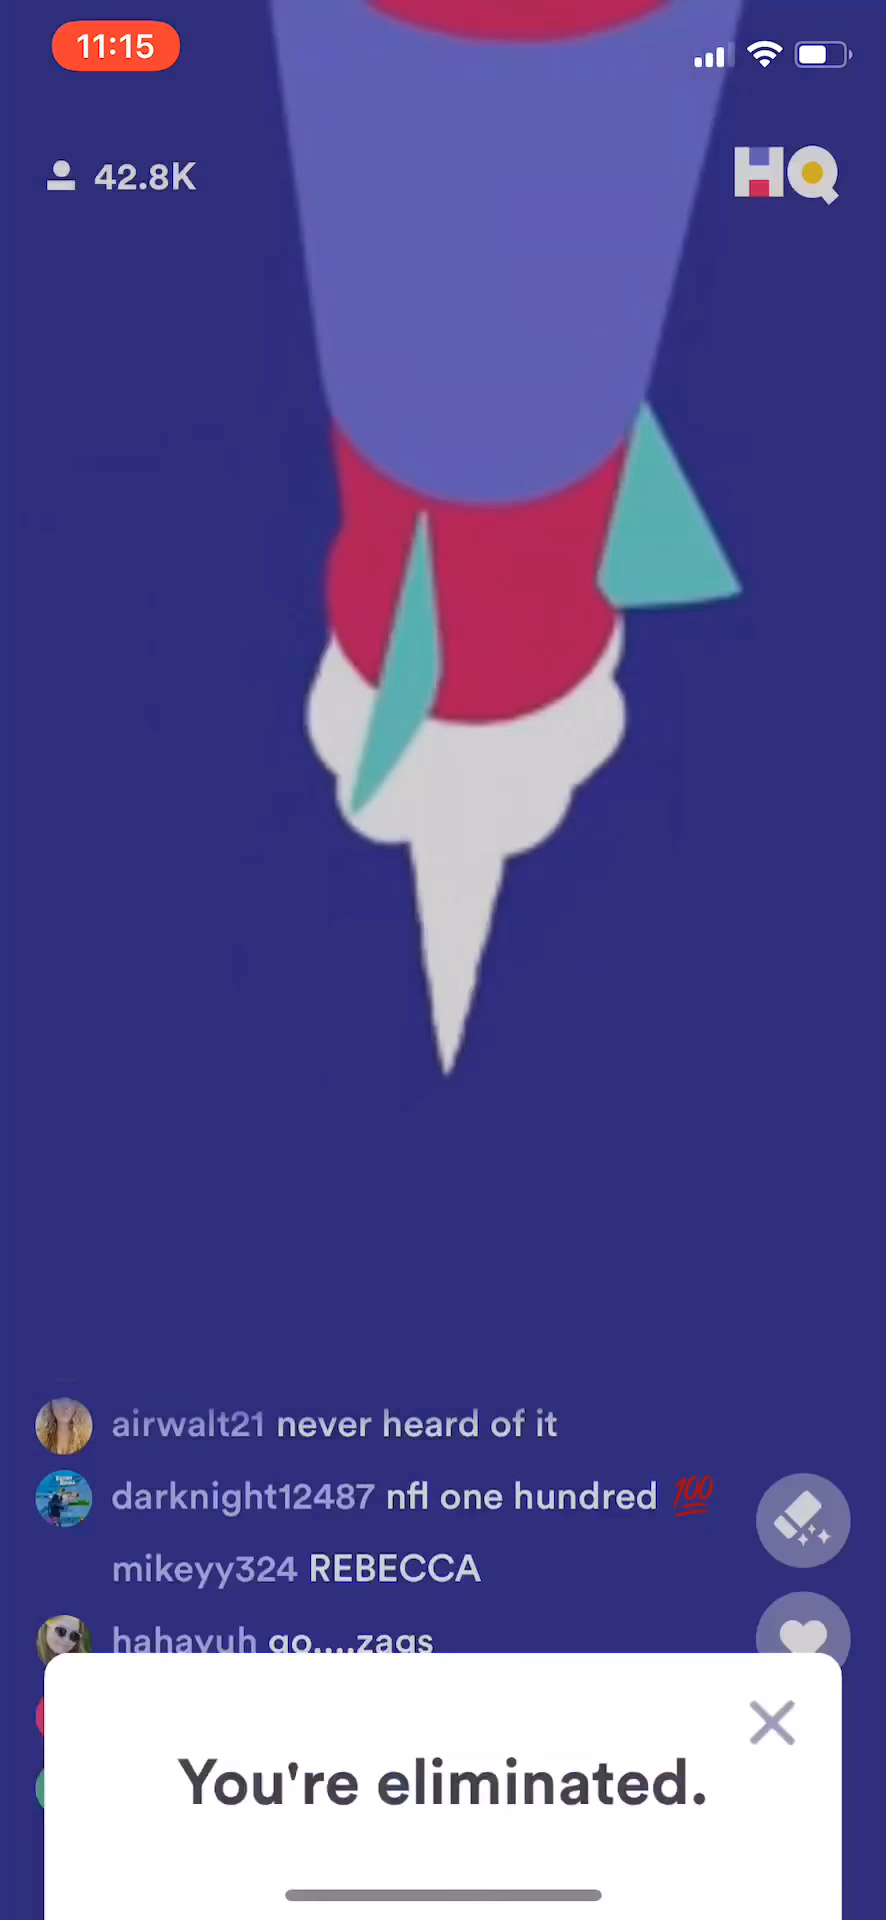 11:15
42.8K
HQ
airwalt21 never heard of it
darknight12487 nfl one hundred 💯
mikeyy324 REBECCA
hahayuh go....zags
You're eliminated.